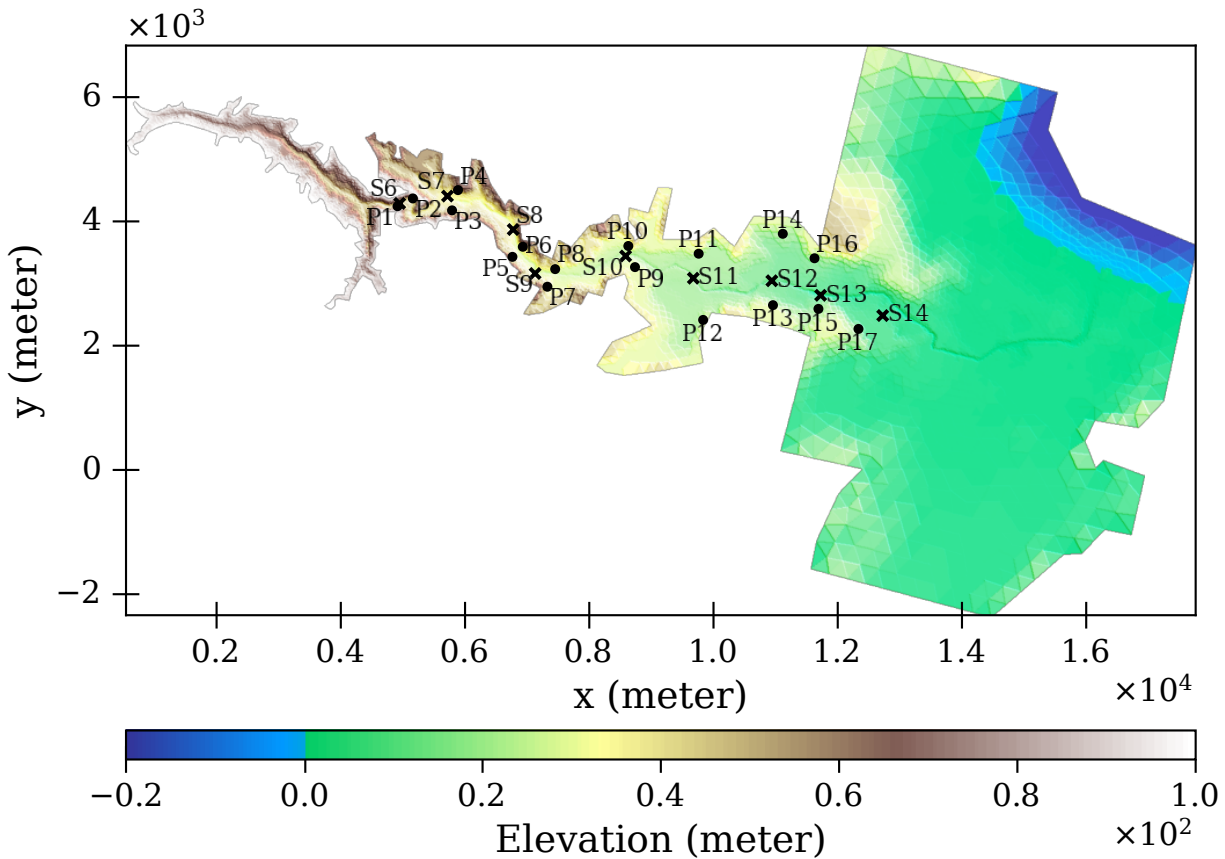 ×10³
6
4
2
0
−2
y (meter)
S6
S7
P4
P1
P2
P3
S8
P6
P5
P8
S9
P7
P10
S10
P9
P11
S11
P12
P14
P16
S12
S13
P13
P15
S14
P17
0.2 0.4 0.6 0.8 1.0 1.2 1.4 1.6
x (meter)
×10⁴
−0.2 0.0 0.2 0.4 0.6 0.8 1.0
Elevation (meter)
×10²